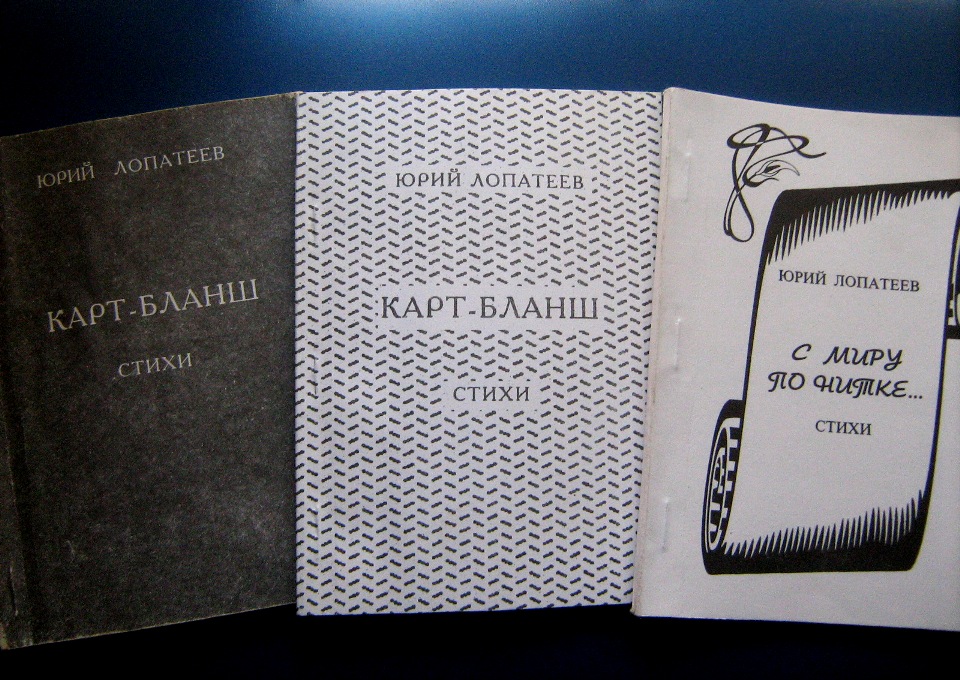 ЮРИЙ ЛОПАТЕЕВ
КАРТ-БЛАНШ
СТИХИ
ЮРИЙ ЛОПАТЕЕВ
КАРТ-БЛАНШ
СТИХИ
ЮРИЙ ЛОПАТЕЕВ
С МИРУ
ПО НИТКЕ...
СТИХИ